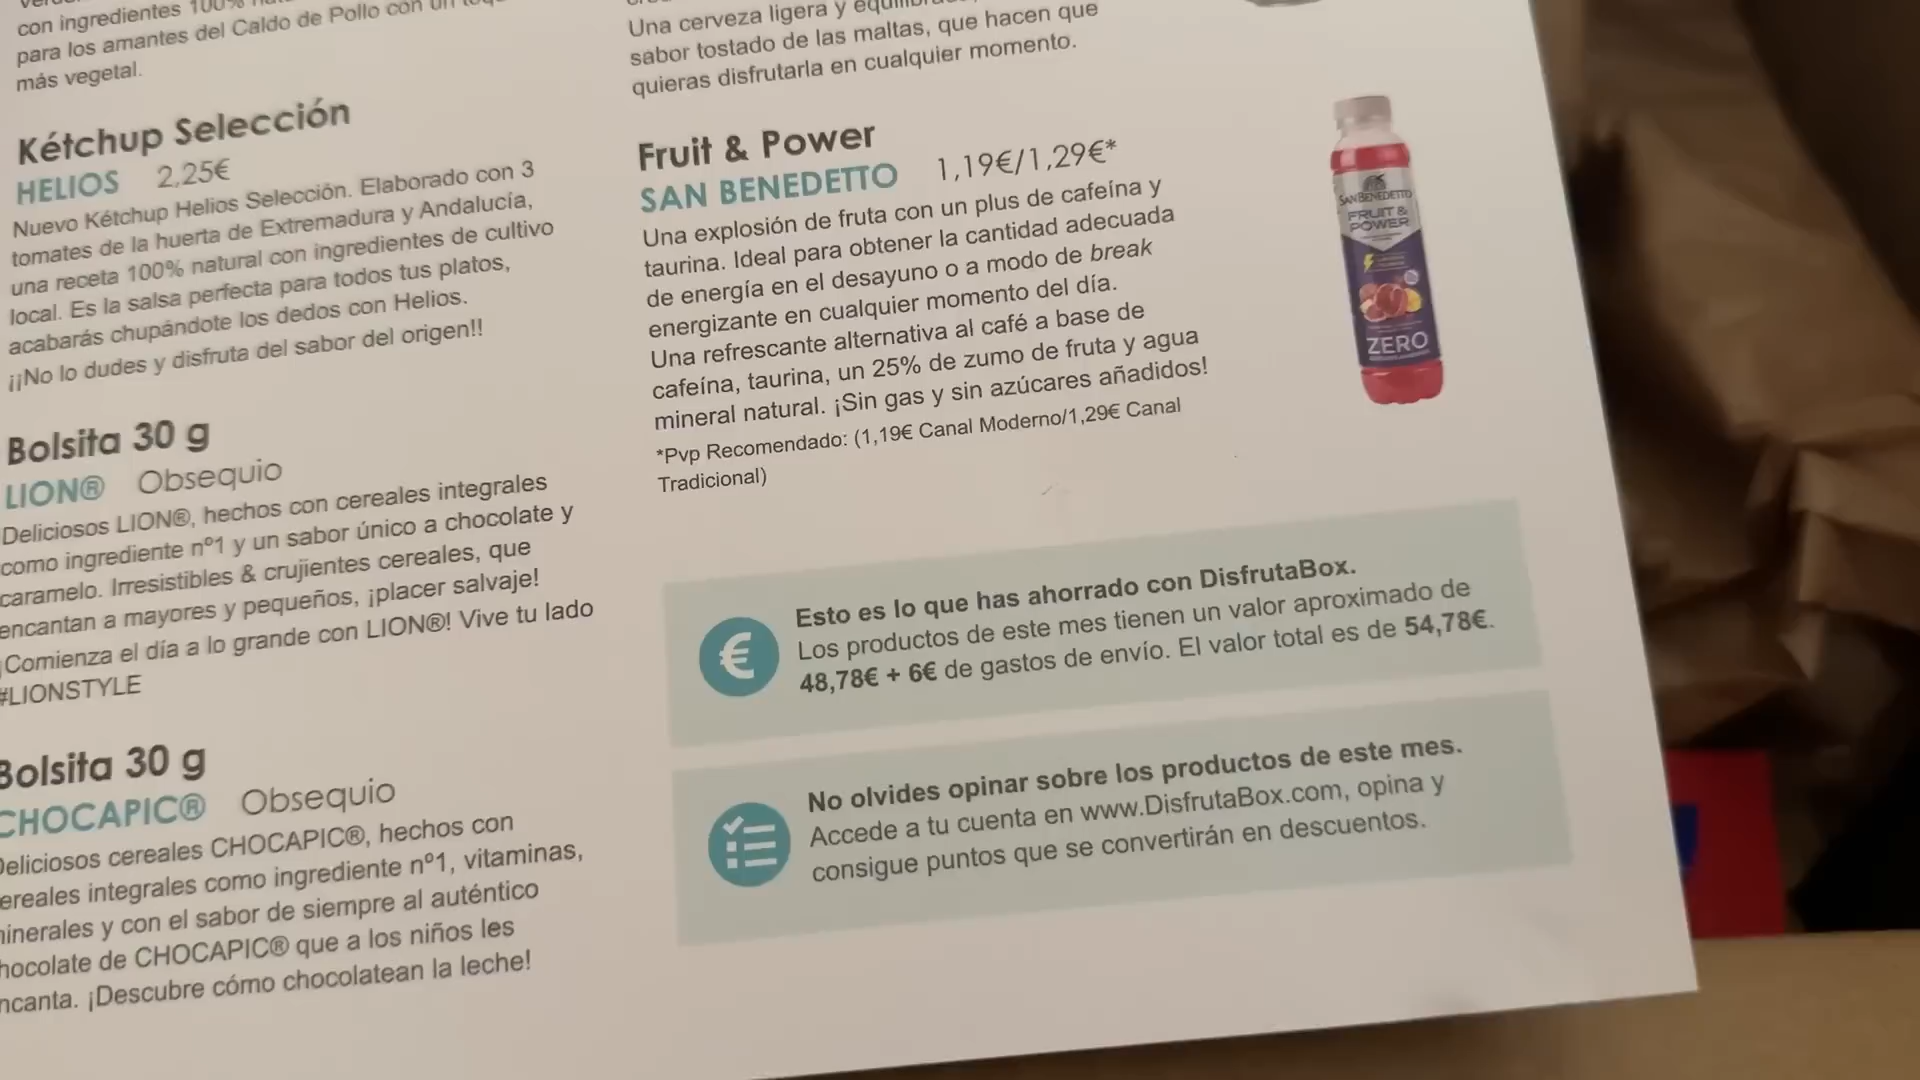 con ingredientes 100%
para los amantes del Caldo de Pollo con un
más vegetal.
Kétchup Selección
HELIOS 2,25€
Nuevo Kétchup Helios Selección. Elaborado con 3
tomates de la huerta de Extremadura y Andalucía,
una receta 100% natural con ingredientes de cultivo
local. Es la salsa perfecta para todos tus platos,
acabarás chupándote los dedos con Helios.
¡¡No lo dudes y disfruta del sabor del origen!!
Bolsita 30 g
LION® Obsequio
Deliciosos LION®, hechos con cereales integrales
como ingrediente nº1 y un sabor único a chocolate y
caramelo. Irresistibles & crujientes cereales, que
encantan a mayores y pequeños, ¡placer salvaje!
¡Comienza el día a lo grande con LION®! Vive tu lado
#LIONSTYLE
Bolsita 30 g
CHOCAPIC® Obsequio
Deliciosos cereales CHOCAPIC®, hechos con
cereales integrales como ingrediente nº1, vitaminas,
minerales y con el sabor de siempre al auténtico
chocolate de CHOCAPIC® que a los niños les
encanta. ¡Descubre cómo chocolatean la leche!
Una cerveza ligera y
sabor tostado de las maltas, que hacen que
quieras disfrutarla en cualquier momento.
Fruit & Power
SAN BENEDETTO 1,19€/1,29€*
Una explosión de fruta con un plus de cafeína y
taurina. Ideal para obtener la cantidad adecuada
de energía en el desayuno o a modo de break
energizante en cualquier momento del día.
Una refrescante alternativa al café a base de
cafeína, taurina, un 25% de zumo de fruta y agua
mineral natural. ¡Sin gas y sin azúcares añadidos!
*Pvp Recomendado: (1,19€ Canal Moderno/1,29€ Canal
Tradicional)
SAN BENEDETTO
FRUIT &
POWER
ZERO
Esto es lo que has ahorrado con DisfrutaBox.
Los productos de este mes tienen un valor aproximado de
48,78€ + 6€ de gastos de envío. El valor total es de 54,78€.
No olvides opinar sobre los productos de este mes.
Accede a tu cuenta en www.DisfrutaBox.com, opina y
consigue puntos que se convertirán en descuentos.